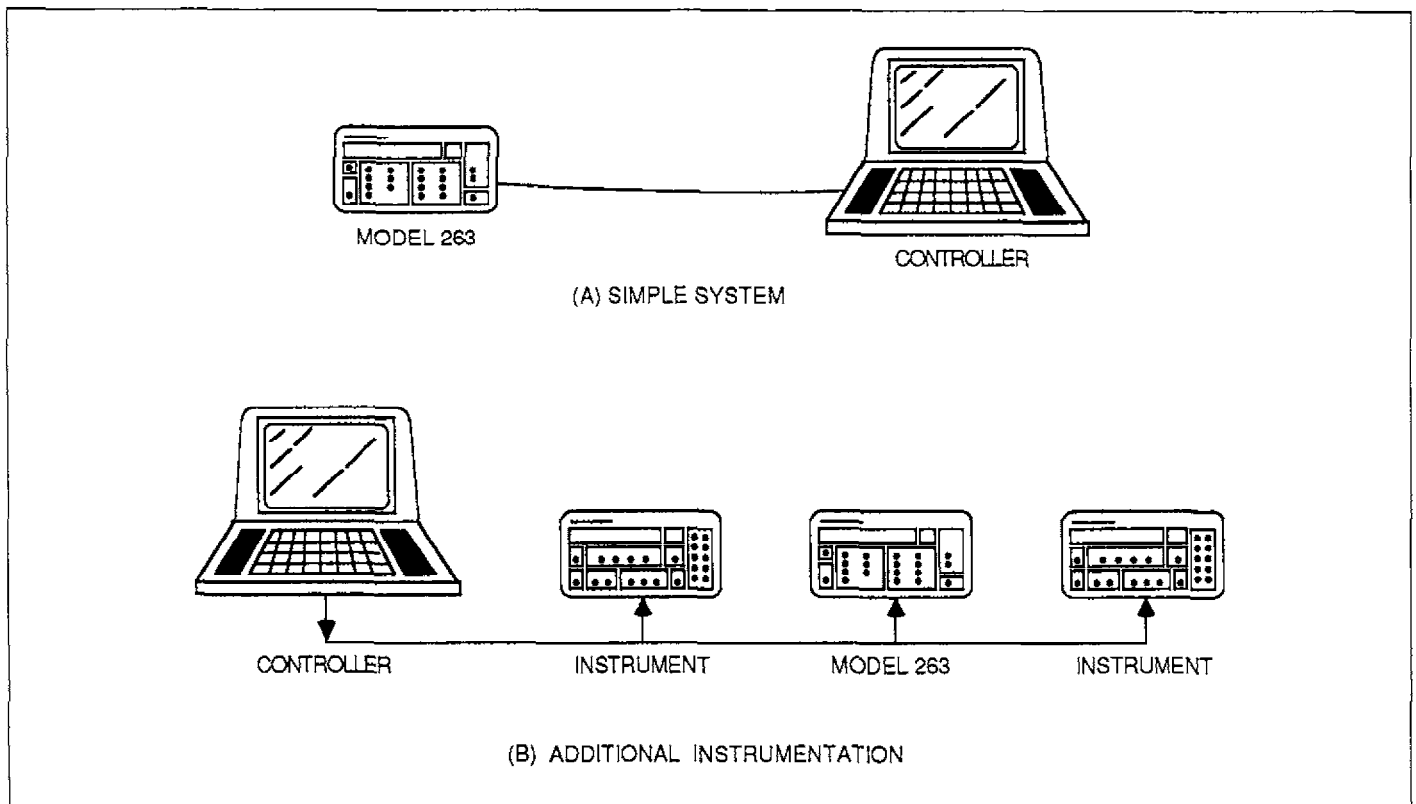 MODEL 263
CONTROLLER
(A) SIMPLE SYSTEM
CONTROLLER
INSTRUMENT
MODEL 263
INSTRUMENT
(B) ADDITIONAL INSTRUMENTATION